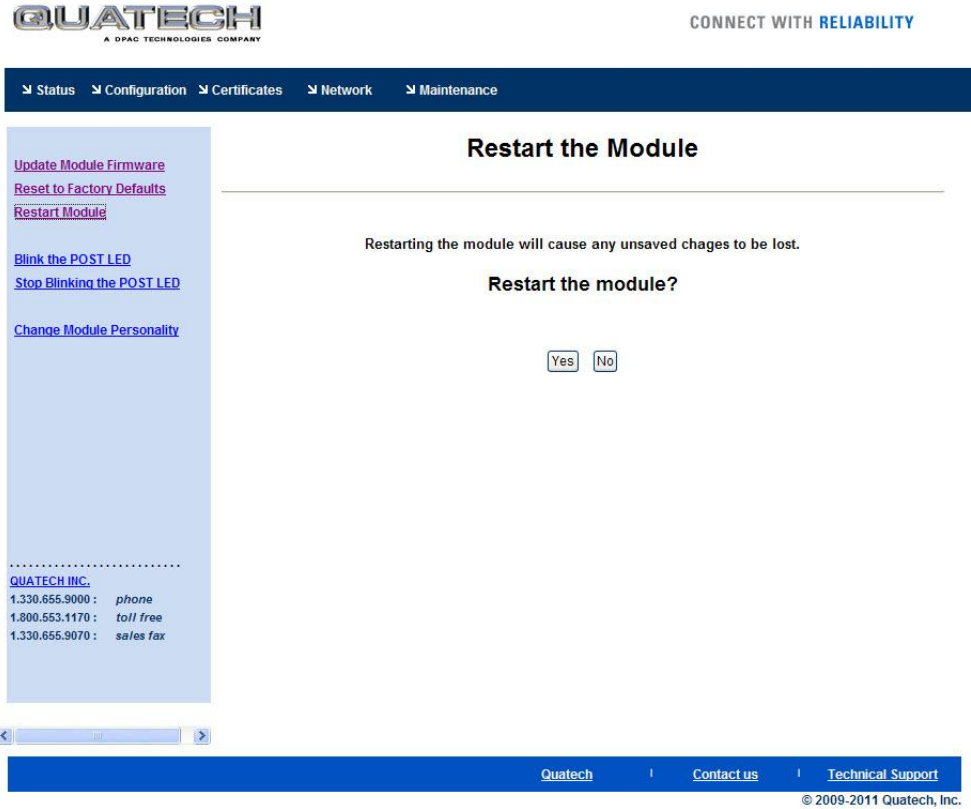 QUATECH
A DPAC TECHNOLOGIES COMPANY
CONNECT WITH RELIABILITY
Status Configuration Certificates Network Maintenance
Update Module Firmware
Reset to Factory Defaults
Restart Module
Blink the POST LED
Stop Blinking the POST LED
Change Module Personality
...........................
QUATECH INC.
1.330.655.9000 : phone
1.800.553.1170 : toll free
1.330.655.9070 : sales fax
Restart the Module
Restarting the module will cause any unsaved chages to be lost.
Restart the module?
Yes No
Quatech | Contact us | Technical Support
© 2009-2011 Quatech, Inc.